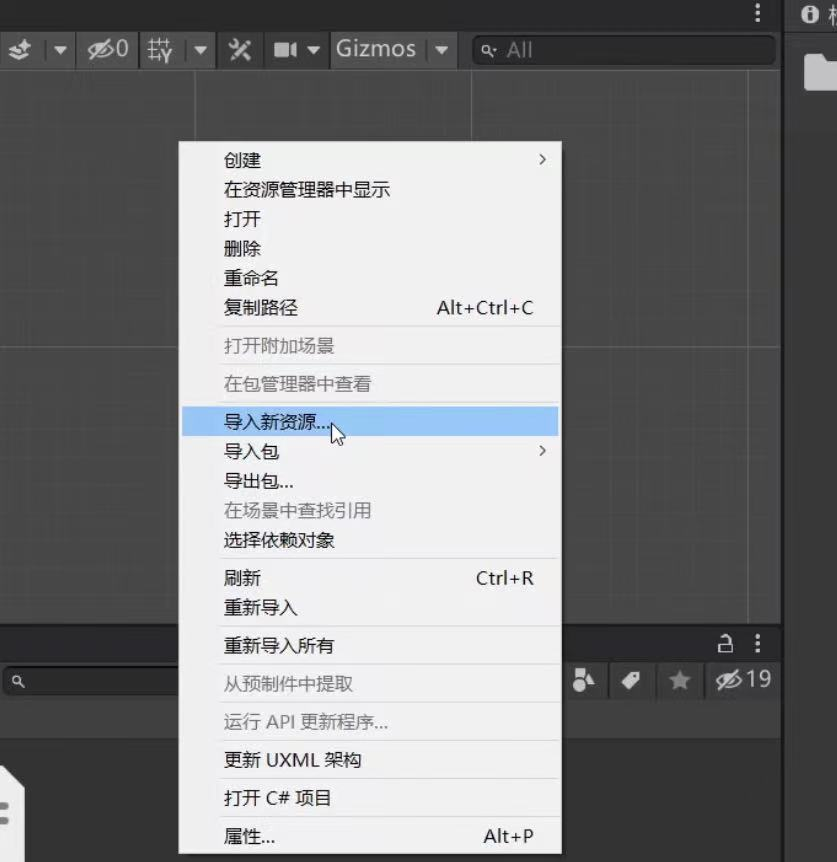 0
Gizmos
All
创建
在资源管理器中显示
打开
删除
重命名
复制路径 Alt+Ctrl+C
打开附加场景
在包管理器中查看
导入新资源...
导入包
导出包...
在场景中查找引用
选择依赖对象
刷新 Ctrl+R
重新导入
重新导入所有
从预制件中提取
运行 API 更新程序...
更新 UXML 架构
打开 C# 项目
属性... Alt+P
19